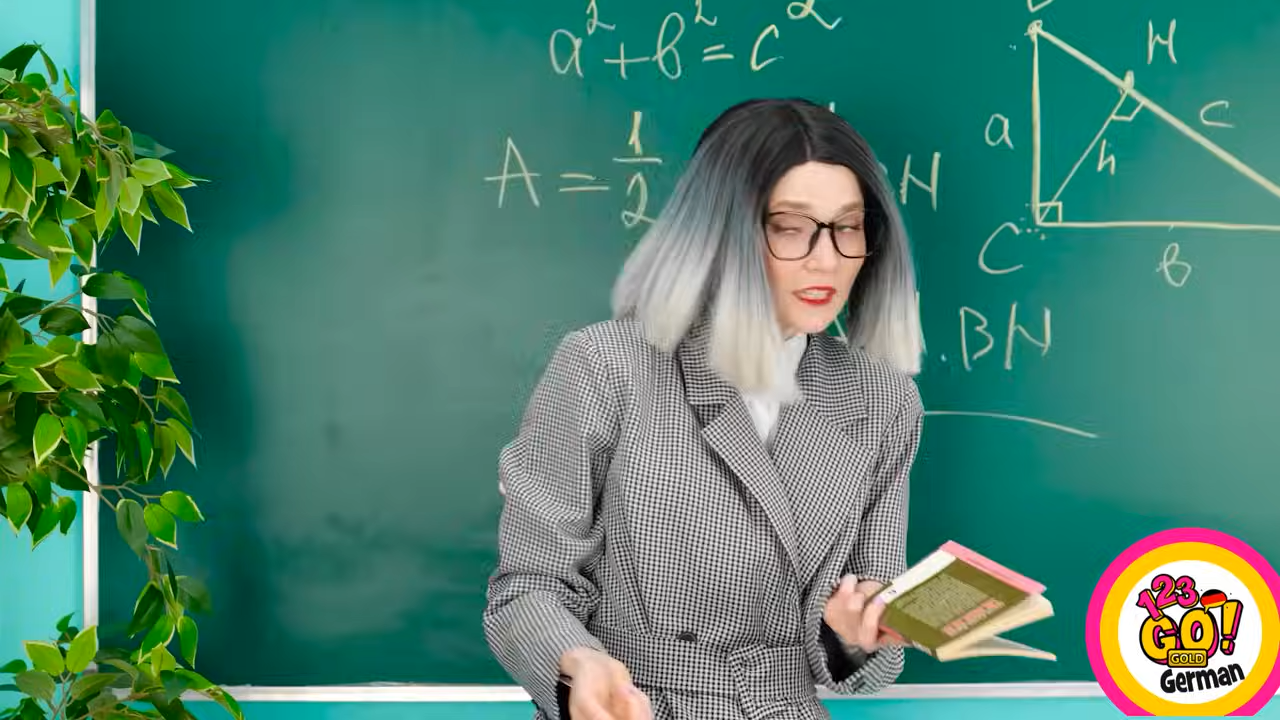 a² + b² = c²
A = 1/2
H
.BH
H
a
c
h
C
b
123
GO!
GOLD
German